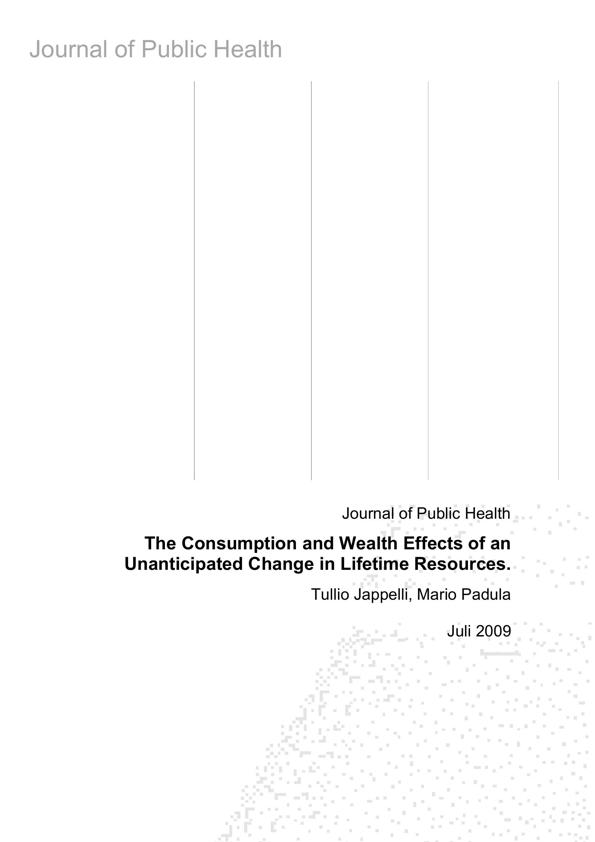 Journal of Public Health
Journal of Public Health
The Consumption and Wealth Effects of an
Unanticipated Change in Lifetime Resources.
Tullio Jappelli, Mario Padula
Juli 2009